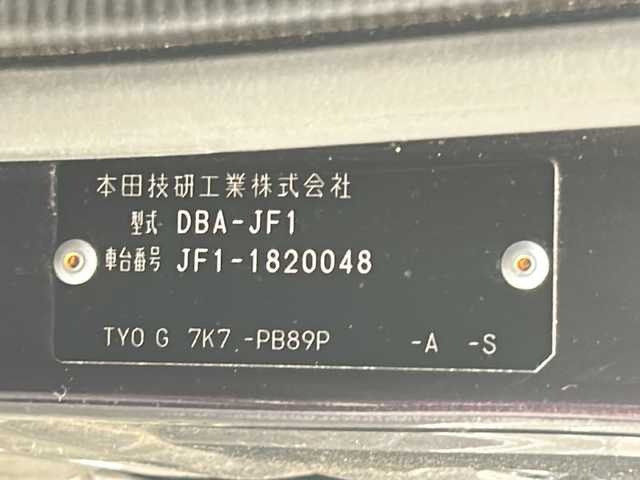 本田技研工業株式会社
型式 DBA-JF1
車台番号 JF1-1820048
TYO G 7K7 -PB89P -A -S